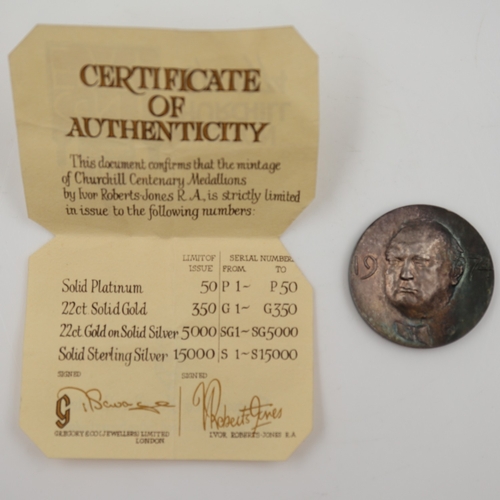 CERTIFICATE
OF
AUTHENTICITY
This document confirms that the mintage
of Churchill Centenary Medallions
by Ivor Roberts-Jones R.A. is strictly limited
in issue to the following numbers:
LIMIT OF ISSUE SERIAL NUMBERS FROM. TO
Solid Platinum 50 P 1~ P50
22ct. Solid Gold 350 G 1~ G350
22ct Gold on Solid Silver 5000 SG1~ SG5000
Solid Sterling Silver 15000 S 1~ S15000
SIGNED SIGNED
GREGORY & CO (JEWELLERS) LIMITED
LONDON
IVOR ROBERTS-JONES R.A
19